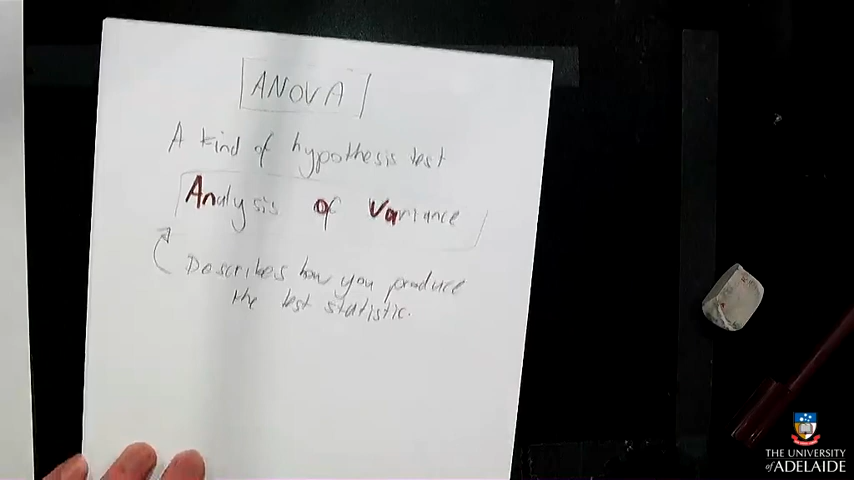 ANOVA
A kind of hypothesis test
Analysis of Variance
Describes how you produce
the test statistic.
THE UNIVERSITY
of ADELAIDE